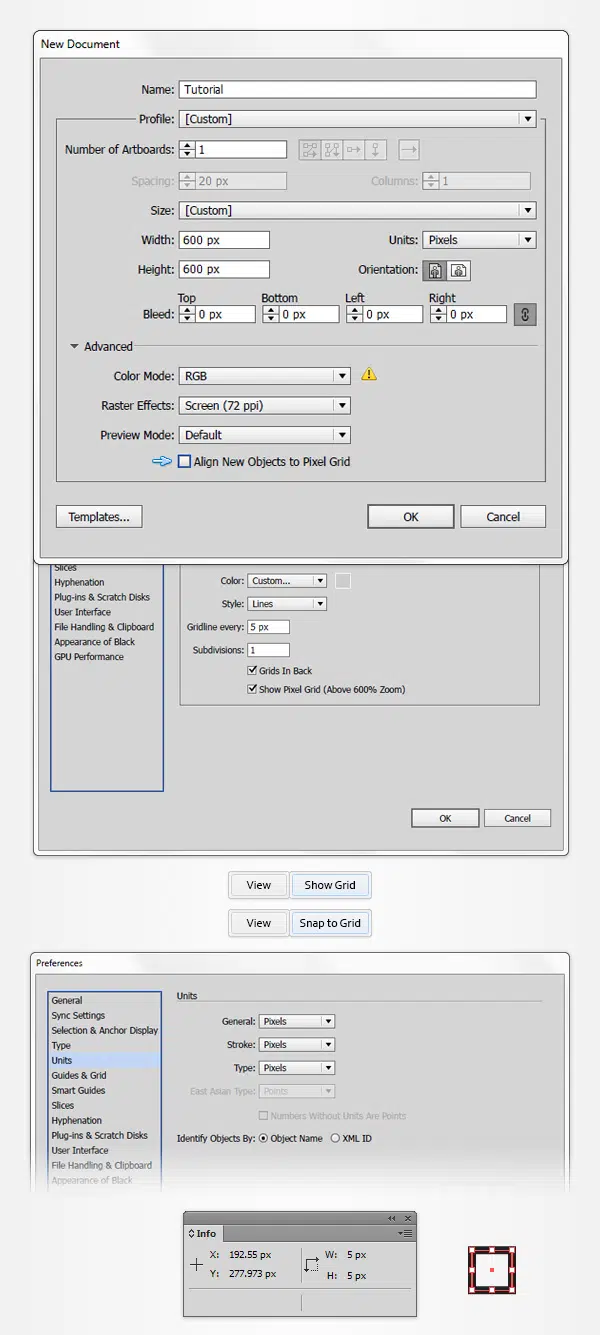 New Document
Name: Tutorial
Profile: [Custom]
Number of Artboards: 1
Spacing: 20 px Columns: 1
Size: [Custom]
Width: 600 px Units: Pixels
Height: 600 px Orientation:
Top Bottom Left Right
Bleed: 0 px 0 px 0 px 0 px
Advanced
Color Mode: RGB
Raster Effects: Screen (72 ppi)
Preview Mode: Default
Align New Objects to Pixel Grid
Templates... OK Cancel
Slices
Hyphenation
Plug-ins & Scratch Disks
User Interface
File Handling & Clipboard
Appearance of Black
GPU Performance
Color: Custom...
Style: Lines
Gridline every: 5 px
Subdivisions: 1
Grids In Back
Show Pixel Grid (Above 600% Zoom)
OK Cancel
View Show Grid
View Snap to Grid
Preferences
General
Sync Settings
Selection & Anchor Display
Type
Units
Guides & Grid
Smart Guides
Slices
Hyphenation
Plug-ins & Scratch Disks
User Interface
File Handling & Clipboard
Appearance of Black
Units
General: Pixels
Stroke: Pixels
Type: Pixels
East Asian Type: Points
Numbers Without Units Are Points
Identify Objects By: Object Name XML ID
Info
X: 192.55 px W: 5 px
Y: 277.973 px H: 5 px